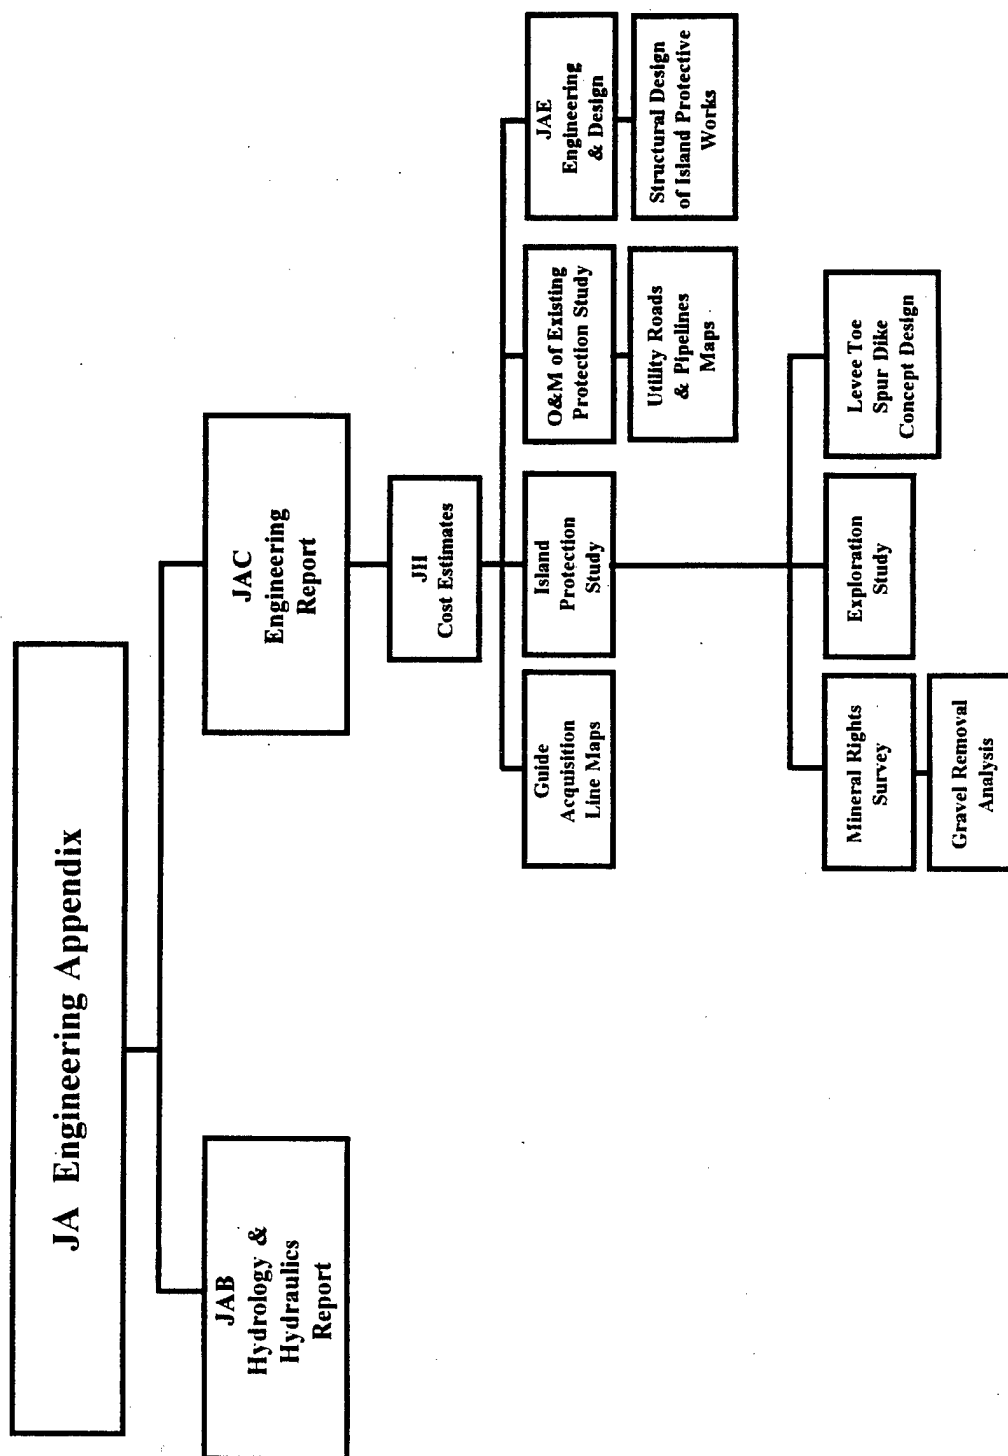 JA Engineering Appendix
JAB
Hydrology &
Hydraulics
Report
JAC
Engineering
Report
JH
Cost Estimates
Guide
Acquisition
Line Maps
Island
Protection
Study
O&M of Existing
Protection Study
Utility Roads
& Pipelines
Maps
JAE
Engineering
& Design
Structural Design
of Island Protective
Works
Mineral Rights
Survey
Gravel Removal
Analysis
Exploration
Study
Levee Toe
Spur Dike
Concept Design